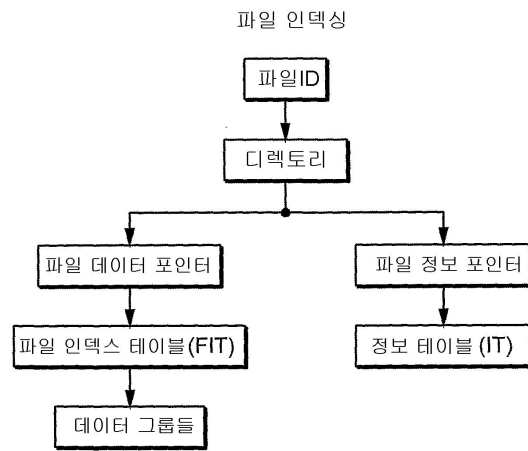 파일 인덱싱
파일ID
디렉토리
파일 데이터 포인터
파일 정보 포인터
파일 인덱스 테이블(FIT)
정보 테이블 (IT)
데이터 그룹들